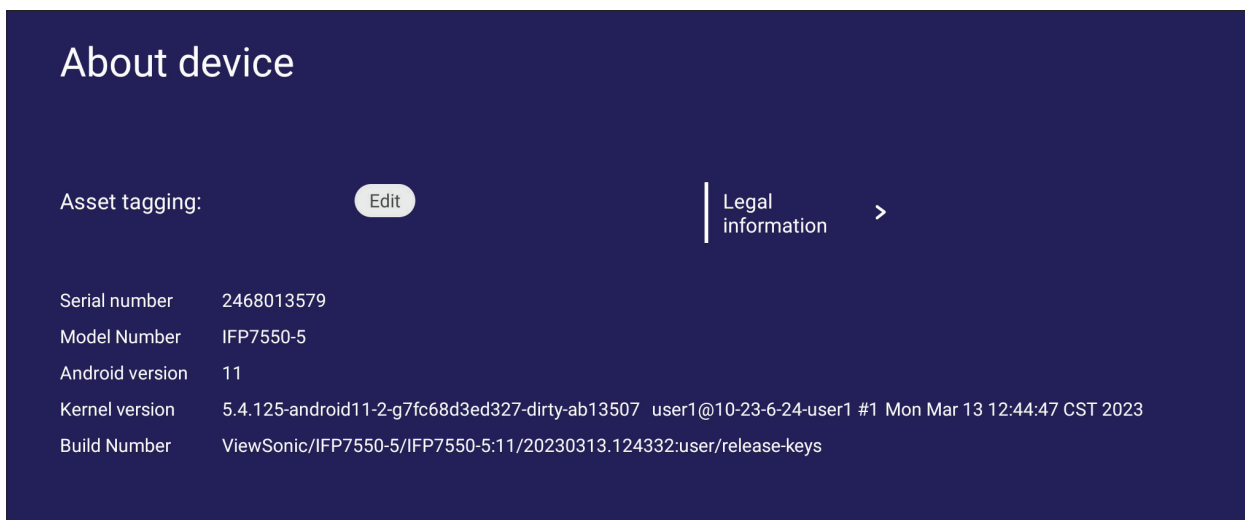 About device
Asset tagging:
Edit
Legal
information
Serial number 2468013579
Model Number IFP7550-5
Android version 11
Kernel version 5.4.125-android11-2-g7fc68d3ed327-dirty-ab13507 user1@10-23-6-24-user1 #1 Mon Mar 13 12:44:47 CST 2023
Build Number ViewSonic/IFP7550-5/IFP7550-5:11/20230313.124332:user/release-keys